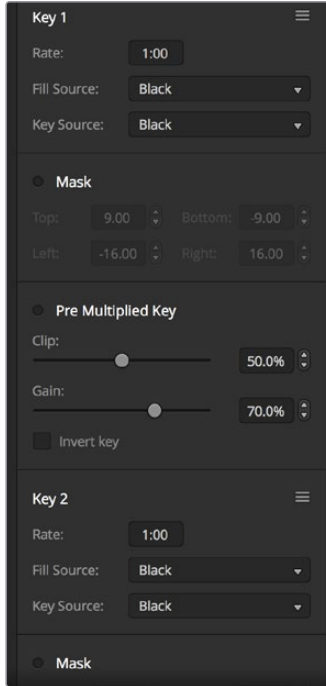 Key 1
Rate: 1:00
Fill Source: Black
Key Source: Black
Mask
Top: 9.00 Bottom: -9.00
Left: -16.00 Right: 16.00
Pre Multiplied Key
Clip:
50.0%
Gain:
70.0%
Invert key
Key 2
Rate: 1:00
Fill Source: Black
Key Source: Black
Mask